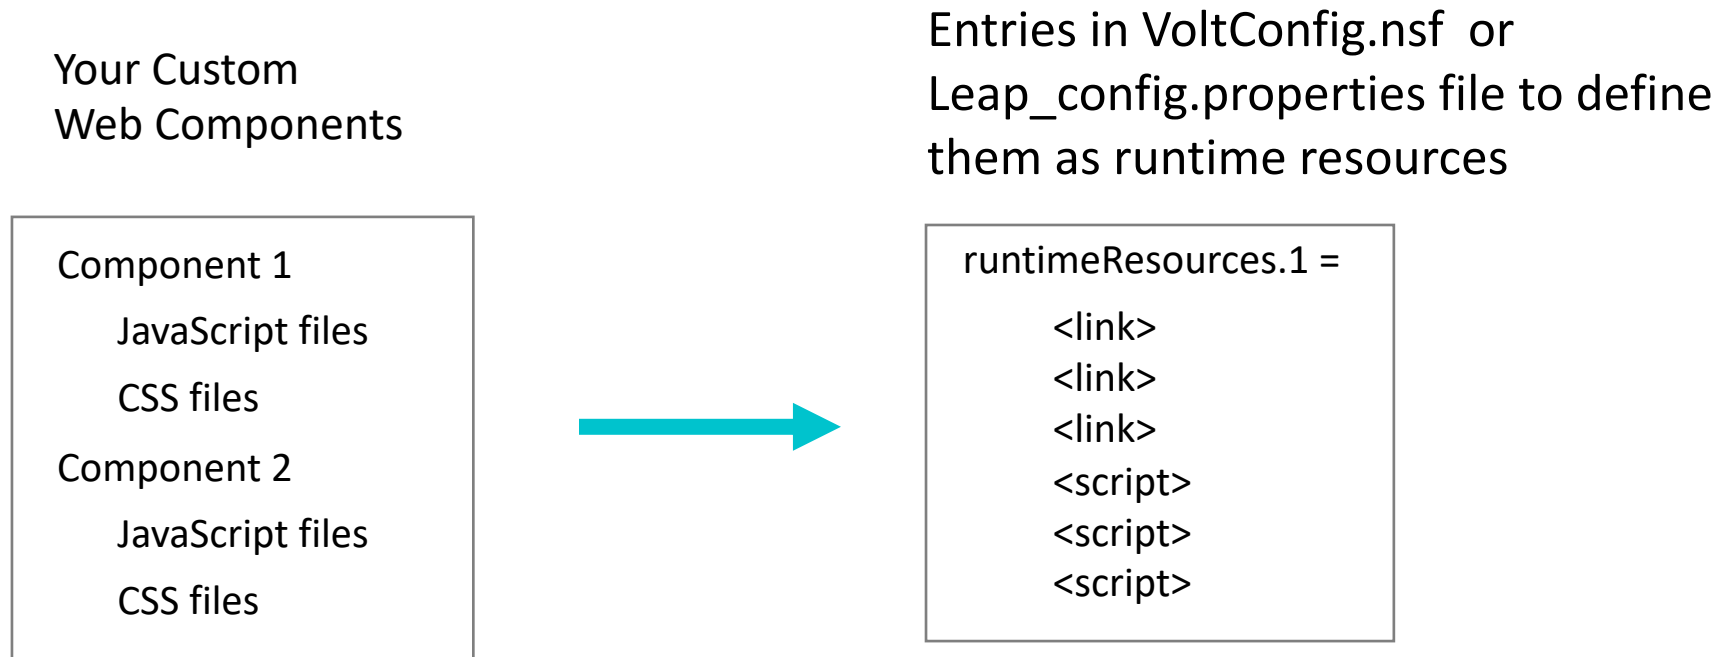 Your Custom
Web Components
Entries in VoltConfig.nsf or
Leap_config.properties file to define
them as runtime resources
Component 1
JavaScript files
CSS files
Component 2
JavaScript files
CSS files
runtimeResources.1 =
<link>
<link>
<link>
<script>
<script>
<script>